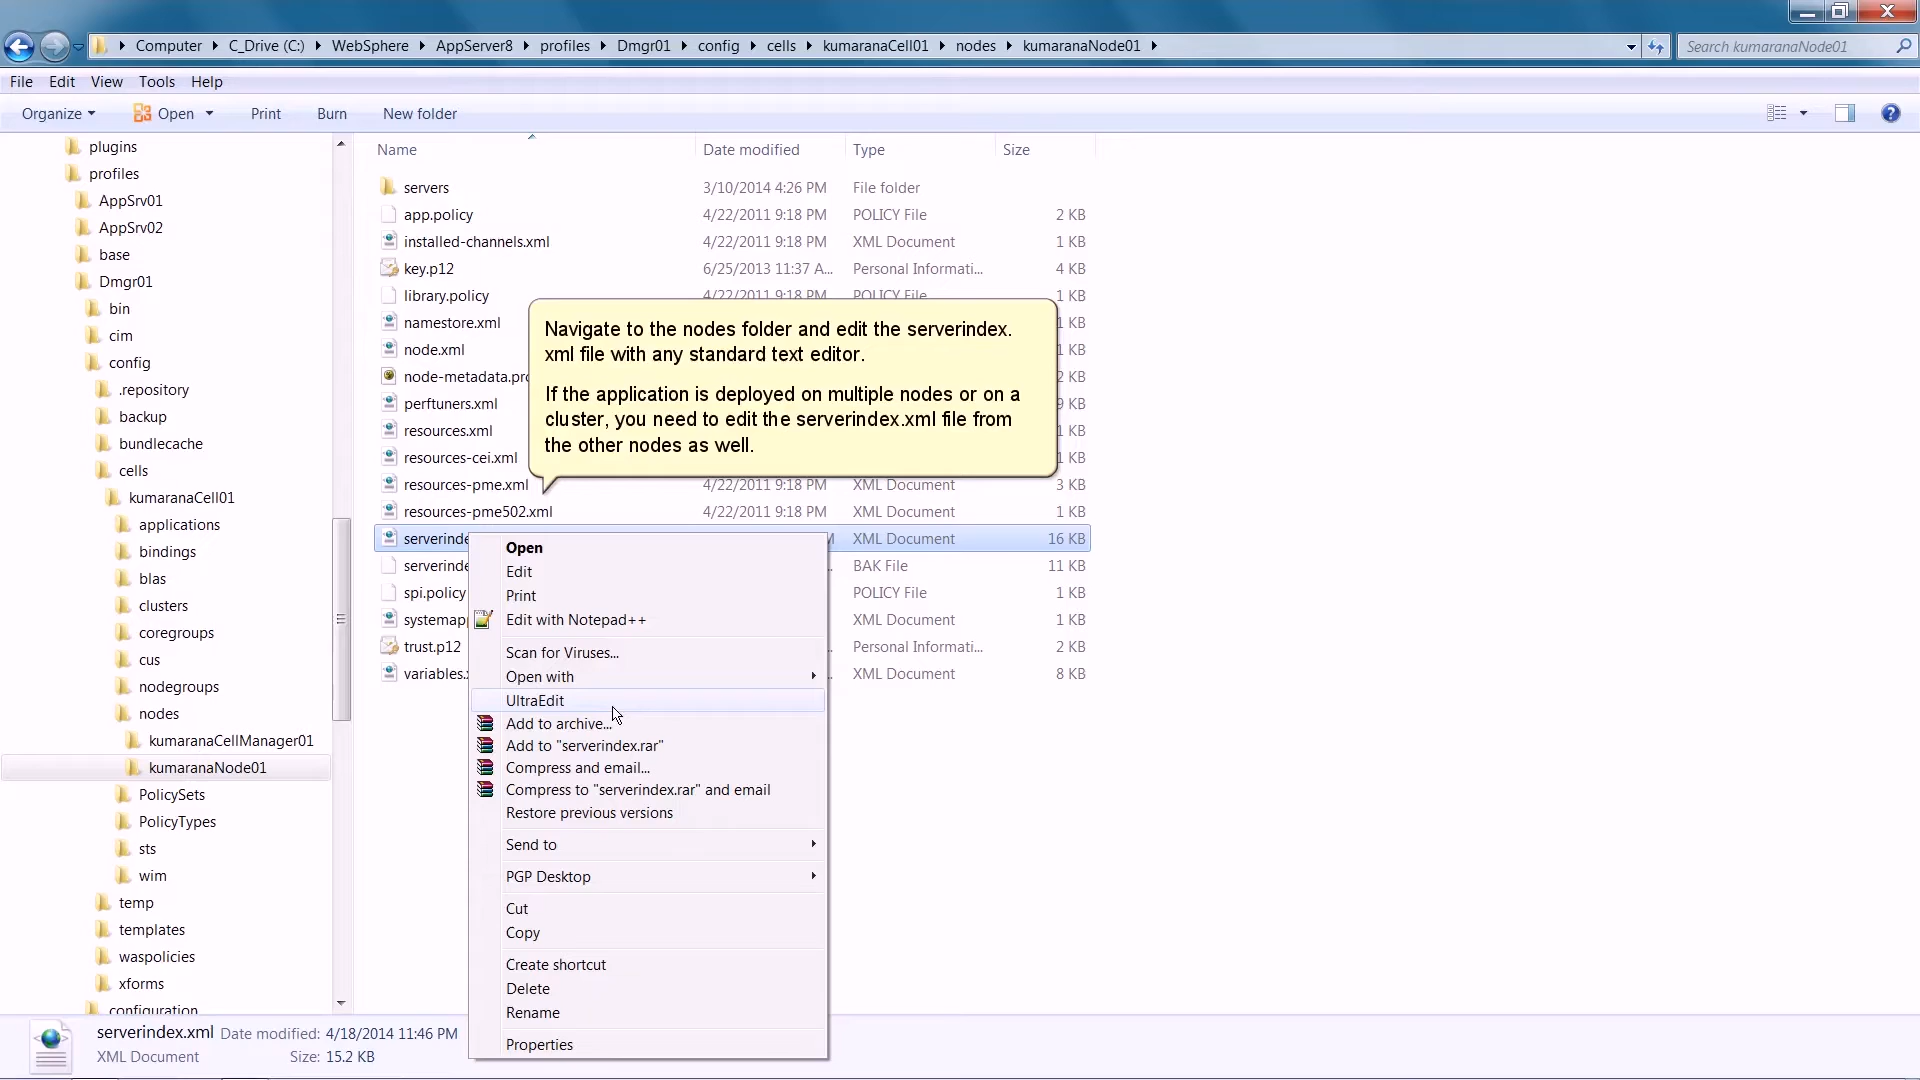 Computer C_Drive (C:) WebSphere AppServer8 profiles Dmgr01 config cells kumaranaCell01 nodes kumaranaNode01
Search kumaranaNode01
File Edit View Tools Help
Organize Open Print Burn New folder
plugins
profiles
AppSrv01
AppSrv02
base
Dmgr01
bin
cim
config
.repository
backup
bundlecache
cells
kumaranaCell01
applications
bindings
blas
clusters
coregroups
cus
nodegroups
nodes
kumaranaCellManager01
kumaranaNode01
PolicySets
PolicyTypes
sts
wim
temp
templates
waspolicies
xforms
configuration
Name Date modified Type Size
servers 3/10/2014 4:26 PM File folder
app.policy 4/22/2011 9:18 PM POLICY File 2 KB
installed-channels.xml 4/22/2011 9:18 PM XML Document 1 KB
key.p12 6/25/2013 11:37 A... Personal Informati... 4 KB
library.policy 4/22/2011 9:18 PM POLICY File 1 KB
namestore.xml 1 KB
node.xml 1 KB
node-metadata.pro 2 KB
perftuners.xml 9 KB
resources.xml 1 KB
resources-cei.xml 1 KB
resources-pme.xml 4/22/2011 9:18 PM XML Document 3 KB
resources-pme502.xml 4/22/2011 9:18 PM XML Document 1 KB
serverinde XML Document 16 KB
serverinde BAK File 11 KB
spi.policy POLICY File 1 KB
systemap XML Document 1 KB
trust.p12 Personal Informati... 2 KB
variables. XML Document 8 KB
Navigate to the nodes folder and edit the serverindex.
xml file with any standard text editor.
If the application is deployed on multiple nodes or on a
cluster, you need to edit the serverindex.xml file from
the other nodes as well.
Open
Edit
Print
Edit with Notepad++
Scan for Viruses...
Open with
UltraEdit
Add to archive...
Add to "serverindex.rar"
Compress and email...
Compress to "serverindex.rar" and email
Restore previous versions
Send to
PGP Desktop
Cut
Copy
Create shortcut
Delete
Rename
Properties
serverindex.xml Date modified: 4/18/2014 11:46 PM
XML Document Size: 15.2 KB